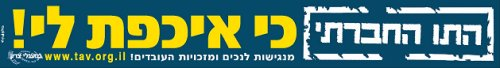 התו החברתי
כי איכפת לי!
מנגישות לנכים ומזכויות העובדים! www.tav.org.il